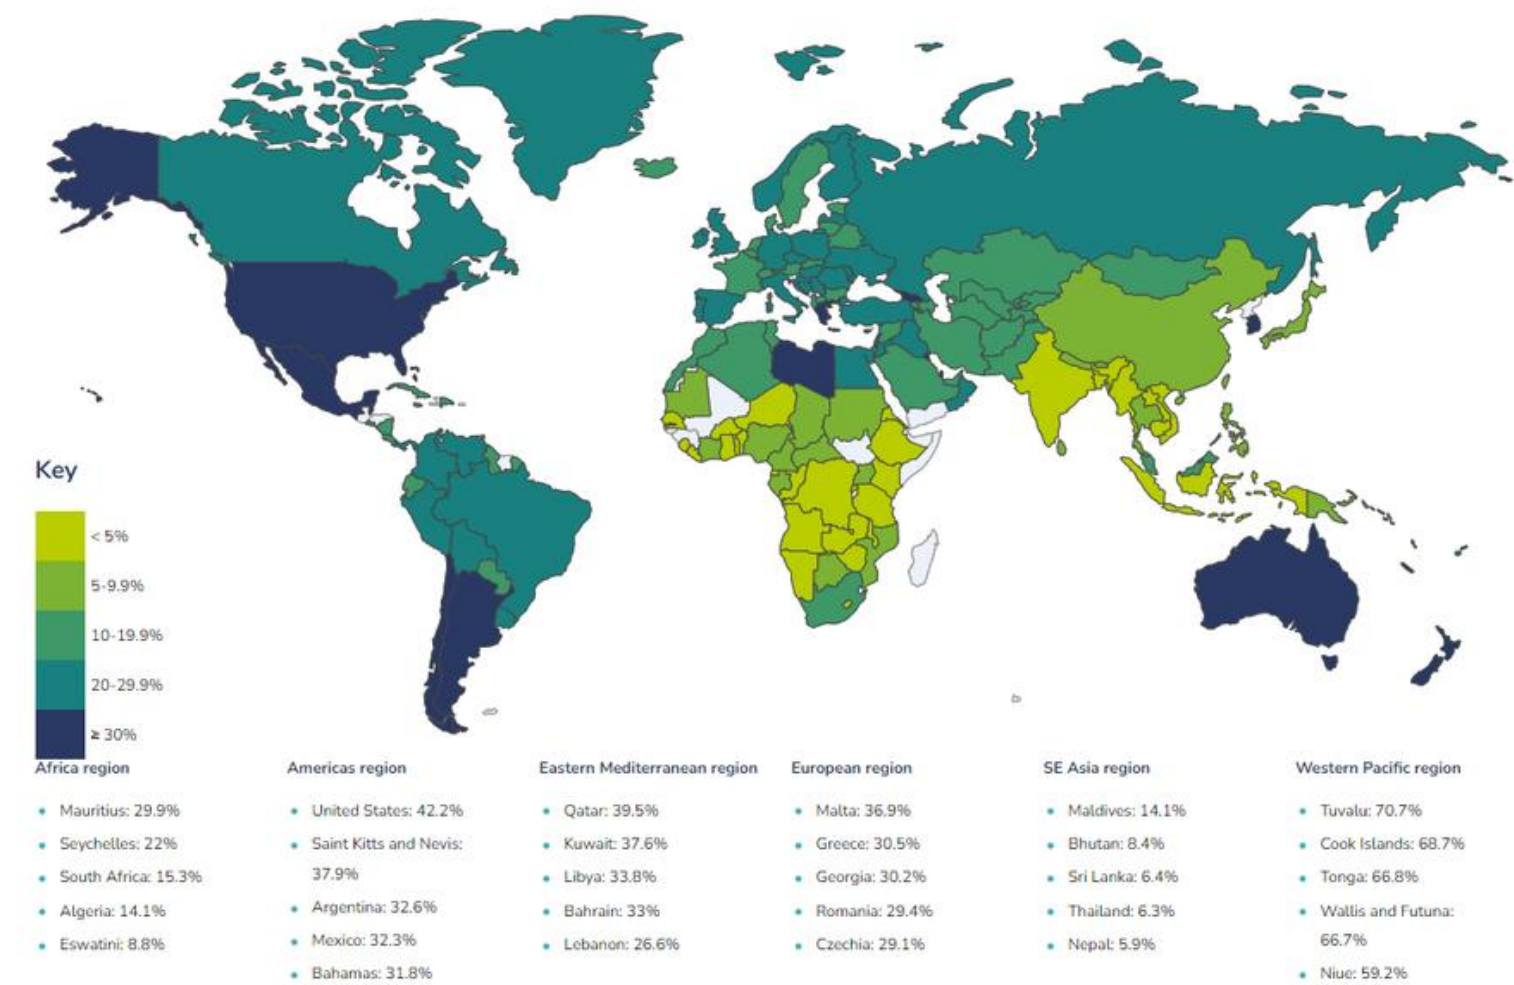 Key
< 5%
5-9.9%
10-19.9%
20-29.9%
≥ 30%
Africa region
Mauritius: 29.9%
Seychelles: 22%
South Africa: 15.3%
Algeria: 14.1%
Eswatini: 8.8%
Americas region
United States: 42.2%
Saint Kitts and Nevis:
37.9%
Argentina: 32.6%
Mexico: 32.3%
Bahamas: 31.8%
Eastern Mediterranean region
Qatar: 39.5%
Kuwait: 37.6%
Libya: 33.8%
Bahrain: 33%
Lebanon: 26.6%
European region
Malta: 36.9%
Greece: 30.5%
Georgia: 30.2%
Romania: 29.4%
Czechia: 29.1%
SE Asia region
Maldives: 14.1%
Bhutan: 8.4%
Sri Lanka: 6.4%
Thailand: 6.3%
Nepal: 5.9%
Western Pacific region
Tuvalu: 70.7%
Cook Islands: 68.7%
Tonga: 66.8%
Wallis and Futuna:
66.7%
Niue: 59.2%